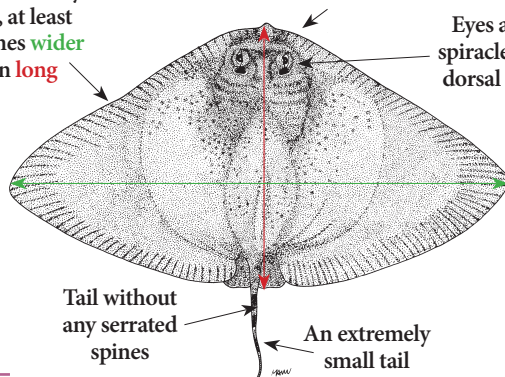 , at least
nes wider
n long
Eyes a
spiracle
dorsal
Tail without
any serrated
spines
An extremely
small tail